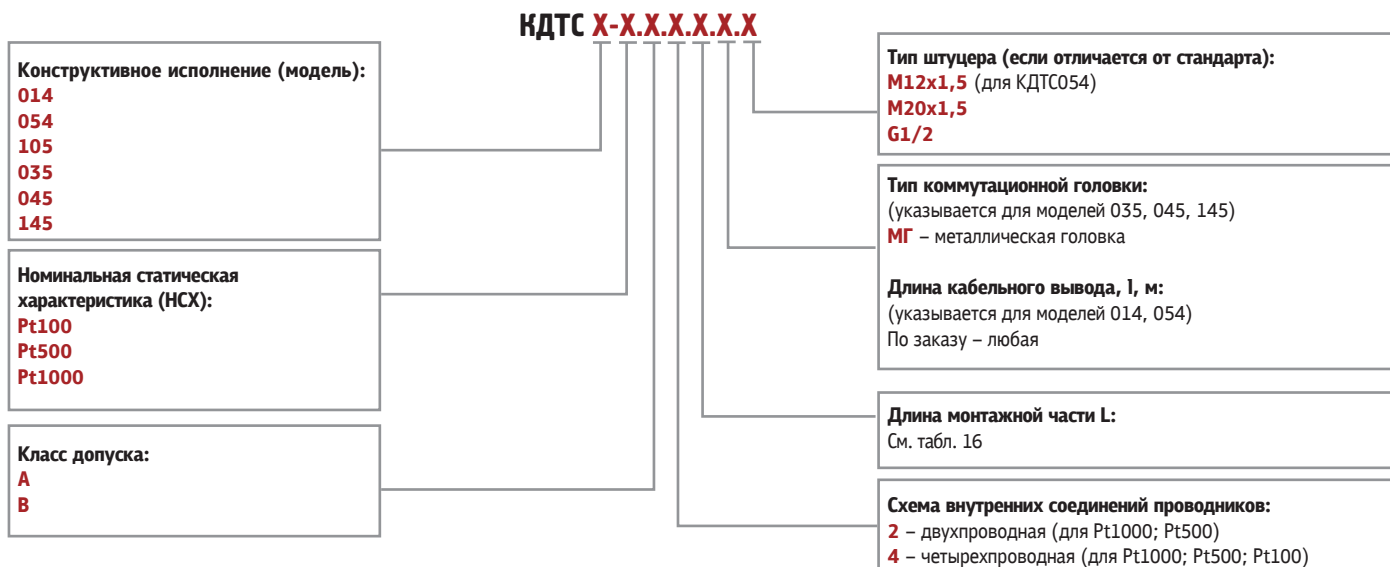 КДТС X-X.X.X.X.X.X
Конструктивное исполнение (модель):
014
054
105
035
045
145
Номинальная статическая
характеристика (НСХ):
Pt100
Pt500
Pt1000
Класс допуска:
А
В
Тип штуцера (если отличается от стандарта):
М12х1,5 (для КДТС054)
М20х1,5
G1/2
Тип коммутационной головки:
(указывается для моделей 035, 045, 145)
МГ – металлическая головка
Длина кабельного вывода, l, м:
(указывается для моделей 014, 054)
По заказу – любая
Длина монтажной части L:
См. табл. 16
Схема внутренних соединений проводников:
2 – двухпроводная (для Pt1000; Pt500)
4 – четырехпроводная (для Pt1000; Pt500; Pt100)